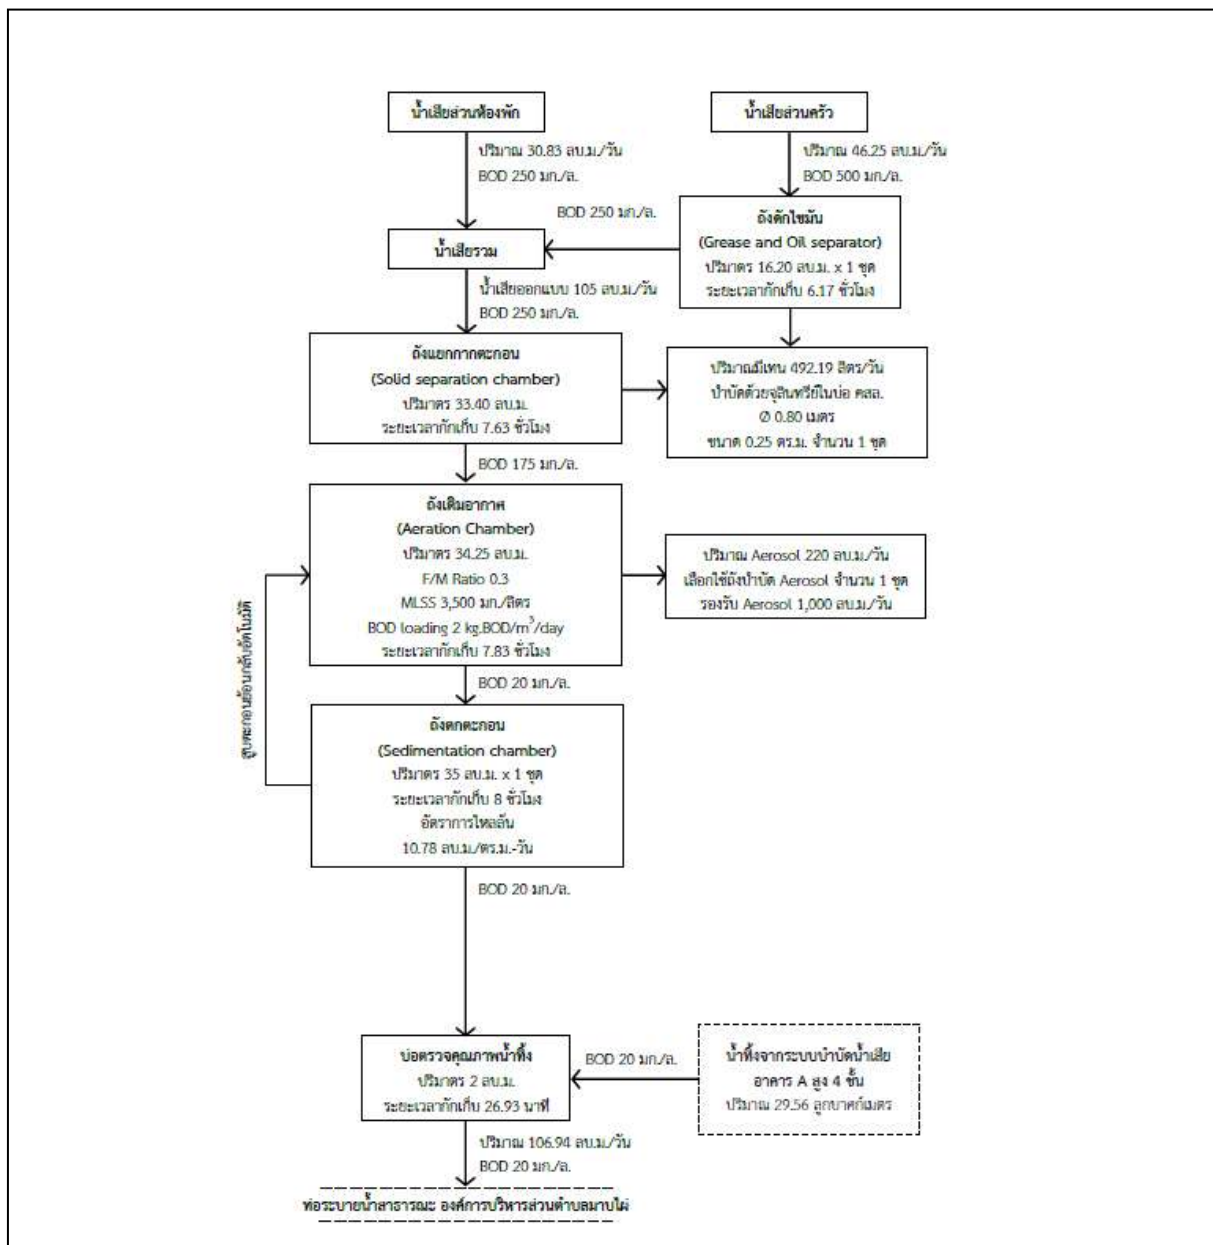 น้ำเสียส่วนห้องพัก
น้ำเสียส่วนครัว
ปริมาณ 30.83 ลบ.ม./วัน
BOD 250 มก./ล.
ปริมาณ 46.25 ลบ.ม./วัน
BOD 500 มก./ล.
BOD 250 มก./ล.
ถังดักไขมัน
(Grease and Oil separator)
ปริมาตร 16.20 ลบ.ม. x 1 ชุด
ระยะเวลากักเก็บ 6.17 ชั่วโมง
น้ำเสียรวม
น้ำเสียออกแบบ 105 ลบ.ม./วัน
BOD 250 มก./ล.
ถังแยกกากตะกอน
(Solid separation chamber)
ปริมาตร 33.40 ลบ.ม.
ระยะเวลากักเก็บ 7.63 ชั่วโมง
ปริมาณมีเทน 492.19 ลิตร/วัน
บำบัดด้วยจุลินทรีย์ในบ่อ คสล.
Ø 0.80 เมตร
ขนาด 0.25 ตร.ม. จำนวน 1 ชุด
BOD 175 มก./ล.
ถังเติมอากาศ
(Aeration Chamber)
ปริมาตร 34.25 ลบ.ม.
F/M Ratio 0.3
MLSS 3,500 มก./ลิตร
BOD loading 2 kg.BOD/m³/day
ระยะเวลากักเก็บ 7.83 ชั่วโมง
ปริมาณ Aerosol 220 ลบ.ม./วัน
เลือกใช้ถังบำบัด Aerosol จำนวน 1 ชุด
รองรับ Aerosol 1,000 ลบ.ม./วัน
สูบตะกอนย้อนกลับอัตโนมัติ
BOD 20 มก./ล.
ถังตกตะกอน
(Sedimentation chamber)
ปริมาตร 35 ลบ.ม. x 1 ชุด
ระยะเวลากักเก็บ 8 ชั่วโมง
อัตราการไหลล้น
10.78 ลบ.ม./ตร.ม.-วัน
BOD 20 มก./ล.
บ่อตรวจคุณภาพน้ำทิ้ง
ปริมาตร 2 ลบ.ม.
ระยะเวลากักเก็บ 26.93 นาที
BOD 20 มก./ล.
น้ำทิ้งจากระบบบำบัดน้ำเสีย
อาคาร A สูง 4 ชั้น
ปริมาณ 29.56 ลูกบาศก์เมตร
ปริมาณ 106.94 ลบ.ม./วัน
BOD 20 มก./ล.
ท่อระบายน้ำสาธารณะ องค์การบริหารส่วนตำบลมาบไผ่